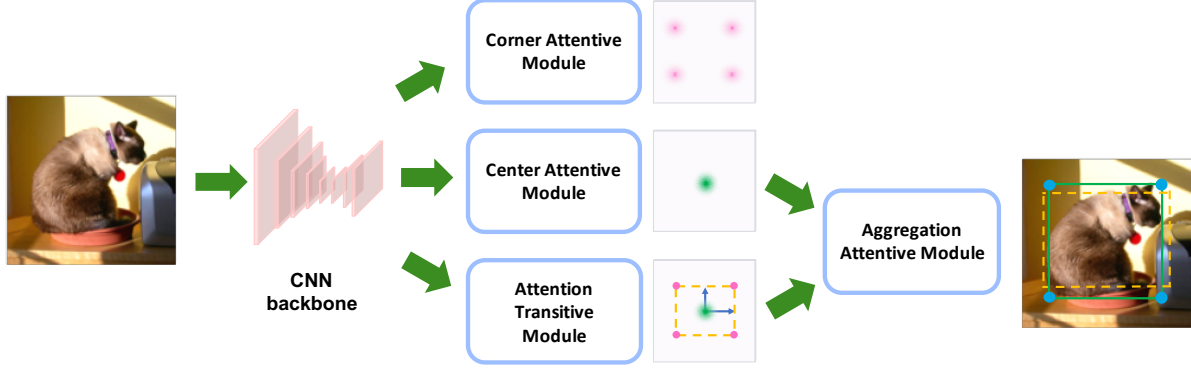 Corner Attentive
Module
Center Attentive
Module
Attention
Transitive
Module
CNN
backbone
Aggregation
Attentive Module